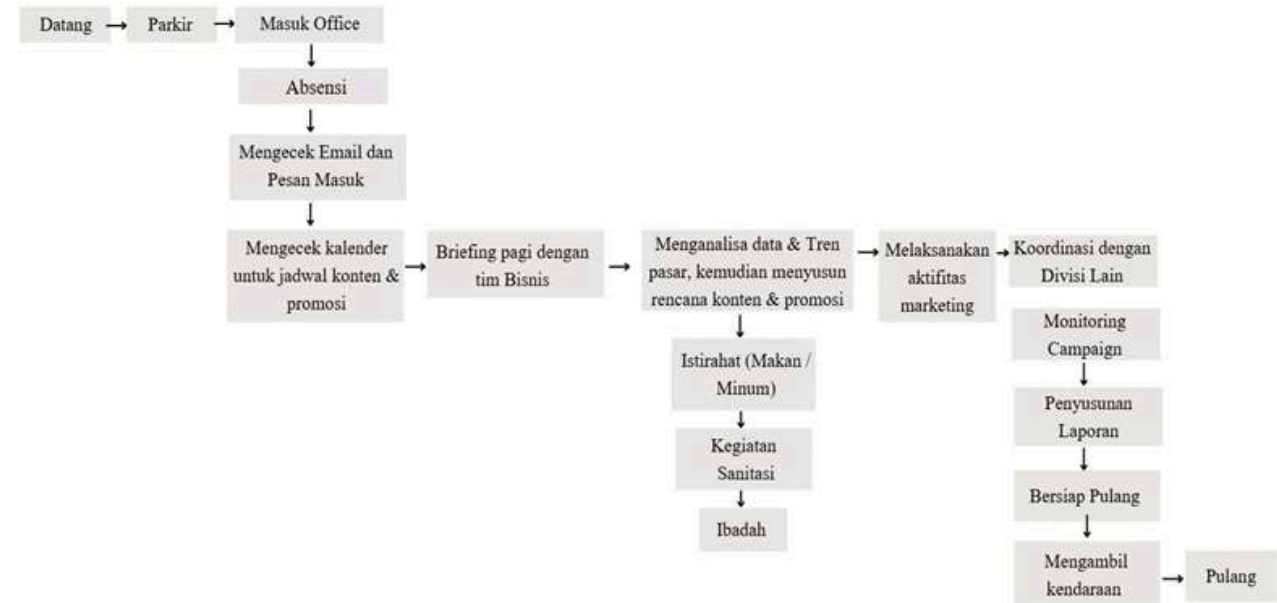 Datang
Parkir
Masuk Office
Absensi
Mengecek Email dan
Pesan Masuk
Mengecek kalender
untuk jadwal konten &
promosi
Briefing pagi dengan
tim Bisnis
Menganalisa data & Tren
pasar, kemudian menyusun
rencana konten & promosi
Melaksanakan
aktifitas
marketing
Koordinasi dengan
Divisi Lain
Istirahat (Makan /
Minum)
Kegiatan
Sanitasi
Ibadah
Monitoring
Campaign
Penyusunan
Laporan
Bersiap Pulang
Mengambil
kendaraan
Pulang